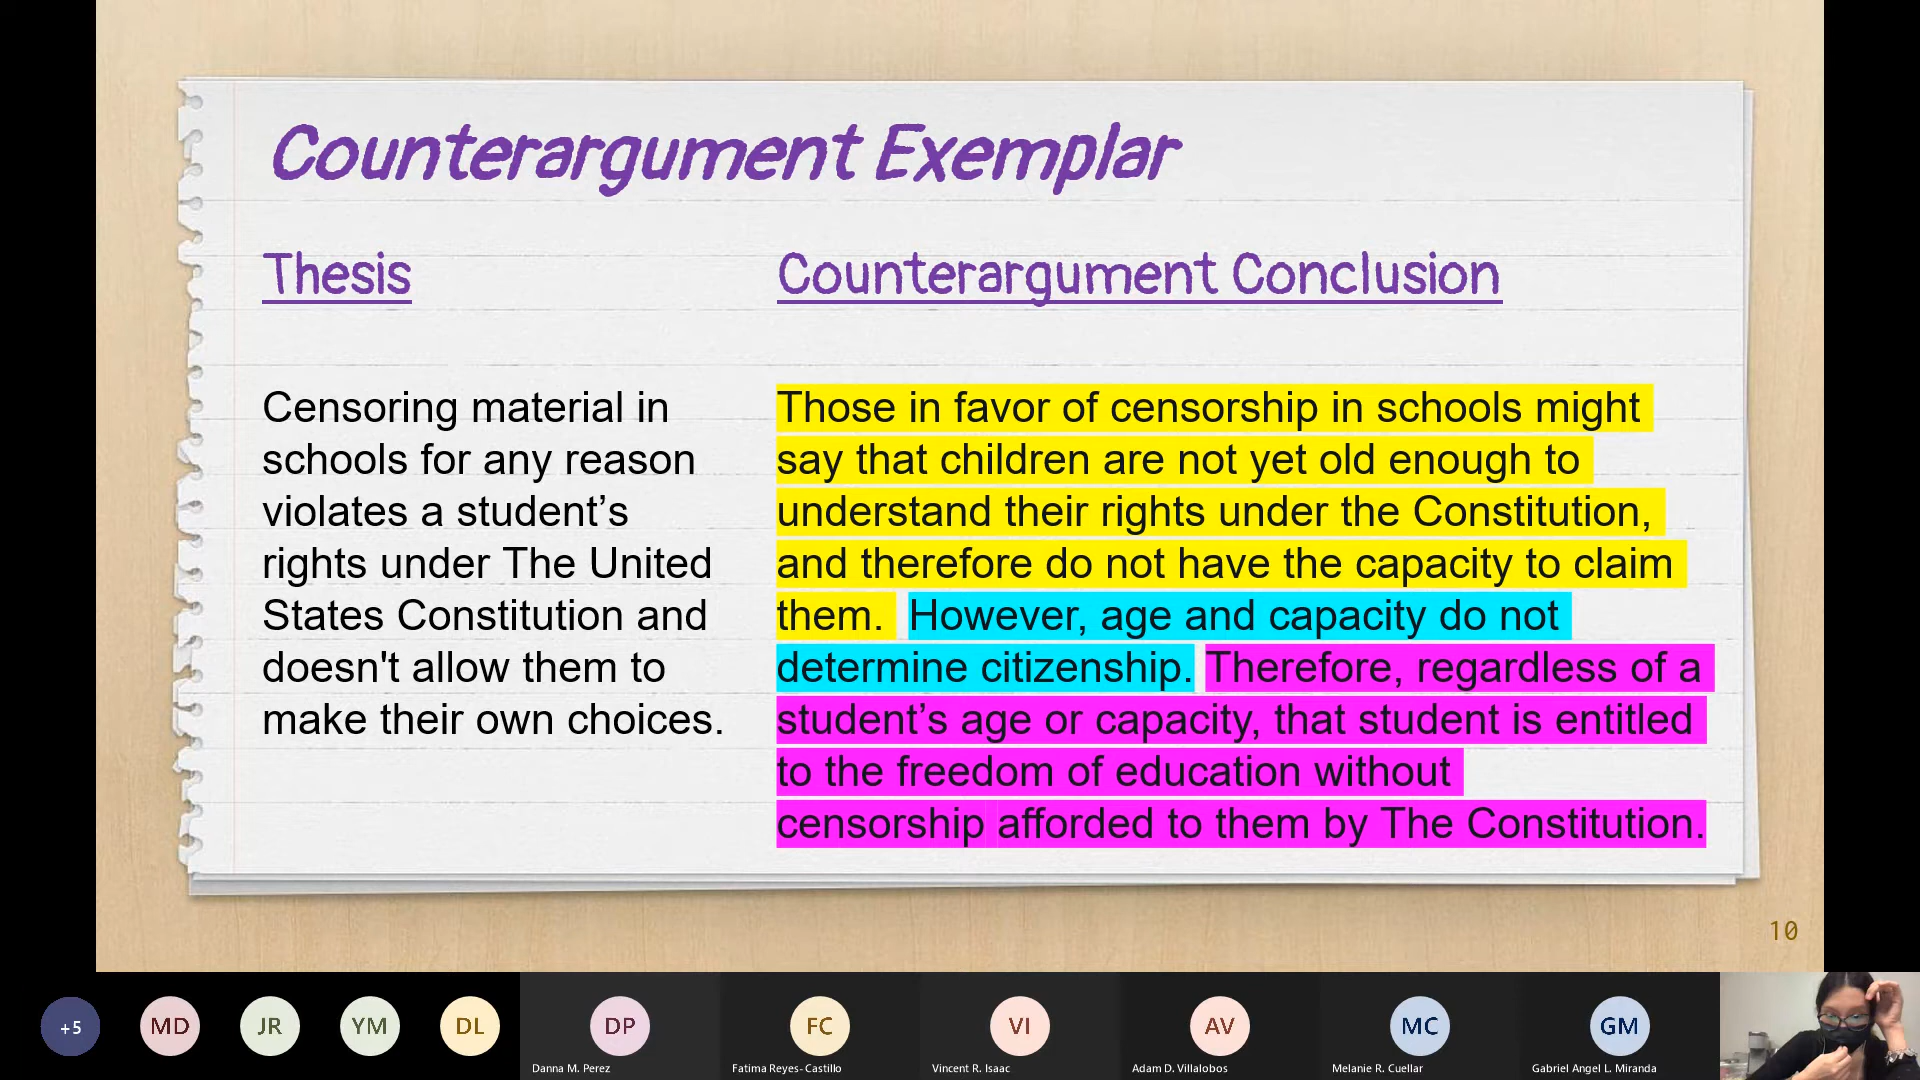 Counterargument Exemplar
Thesis
Censoring material in
schools for any reason
violates a student’s
rights under The United
States Constitution and
doesn't allow them to
make their own choices.
Counterargument Conclusion
Those in favor of censorship in schools might
say that children are not yet old enough to
understand their rights under the Constitution,
and therefore do not have the capacity to claim
them. However, age and capacity do not
determine citizenship. Therefore, regardless of a
student’s age or capacity, that student is entitled
to the freedom of education without
censorship afforded to them by The Constitution.
10
+5
MD
JR
YM
DL
DP
Danna M. Perez
FC
Fatima Reyes-Castillo
VI
Vincent R. Isaac
AV
Adam D. Villalobos
MC
Melanie R. Cuellar
GM
Gabriel Angel L. Miranda